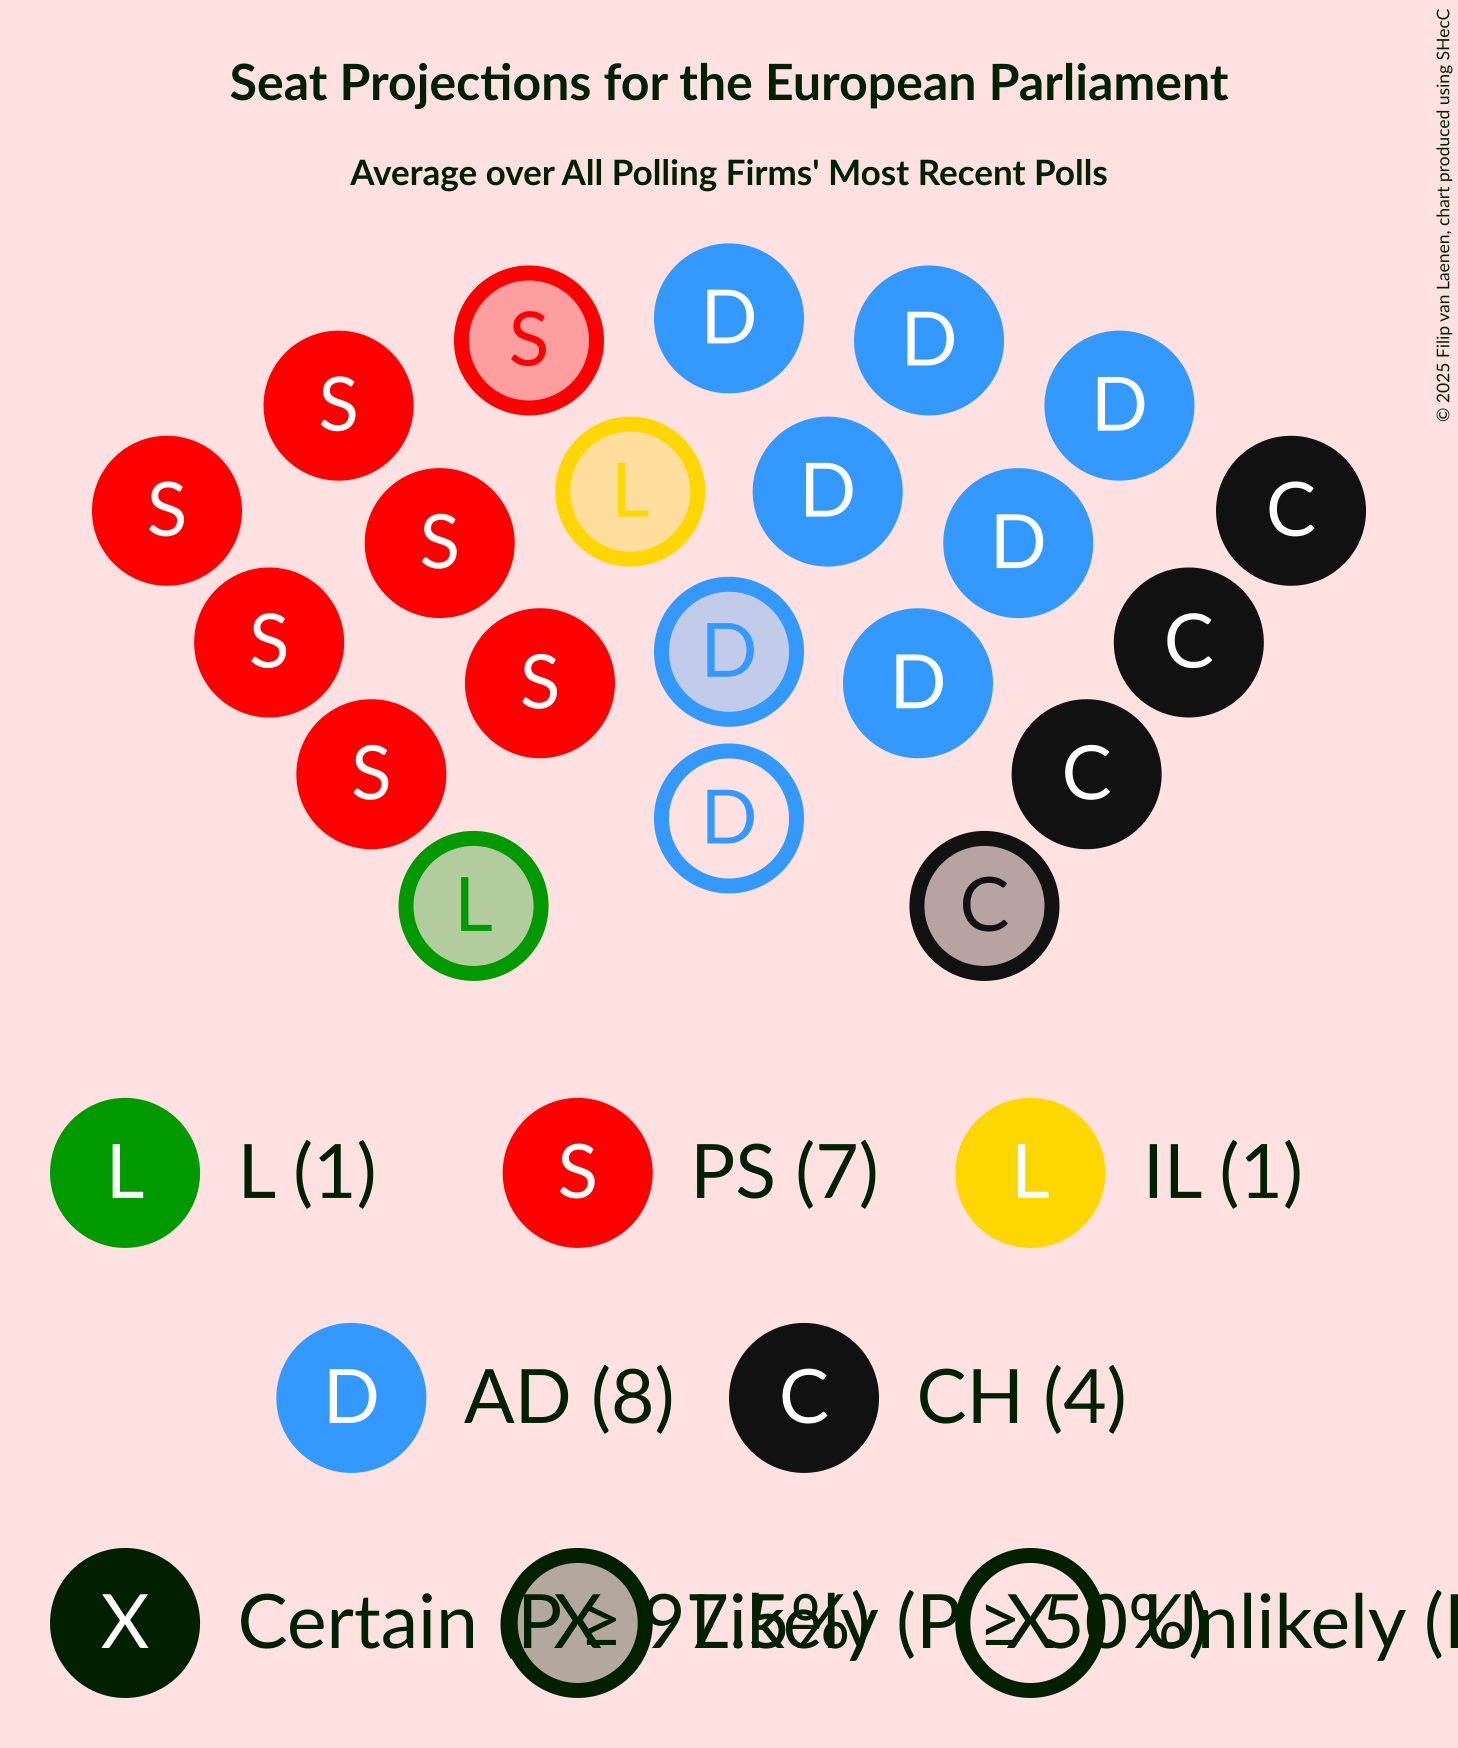 Seat Projections for the European Parliament
Average over All Polling Firms' Most Recent Polls
© 2025 Filip van Laenen, chart produced using SHecC
D
S D
S D
S L D C
S D
S D C
S D
S C
D
L C
L L (1) S PS (7) L IL (1)
D AD (8) C CH (4)
X Certain (P ≥ 97.5%) X Likely (P ≥ 50%) X Unlikely (